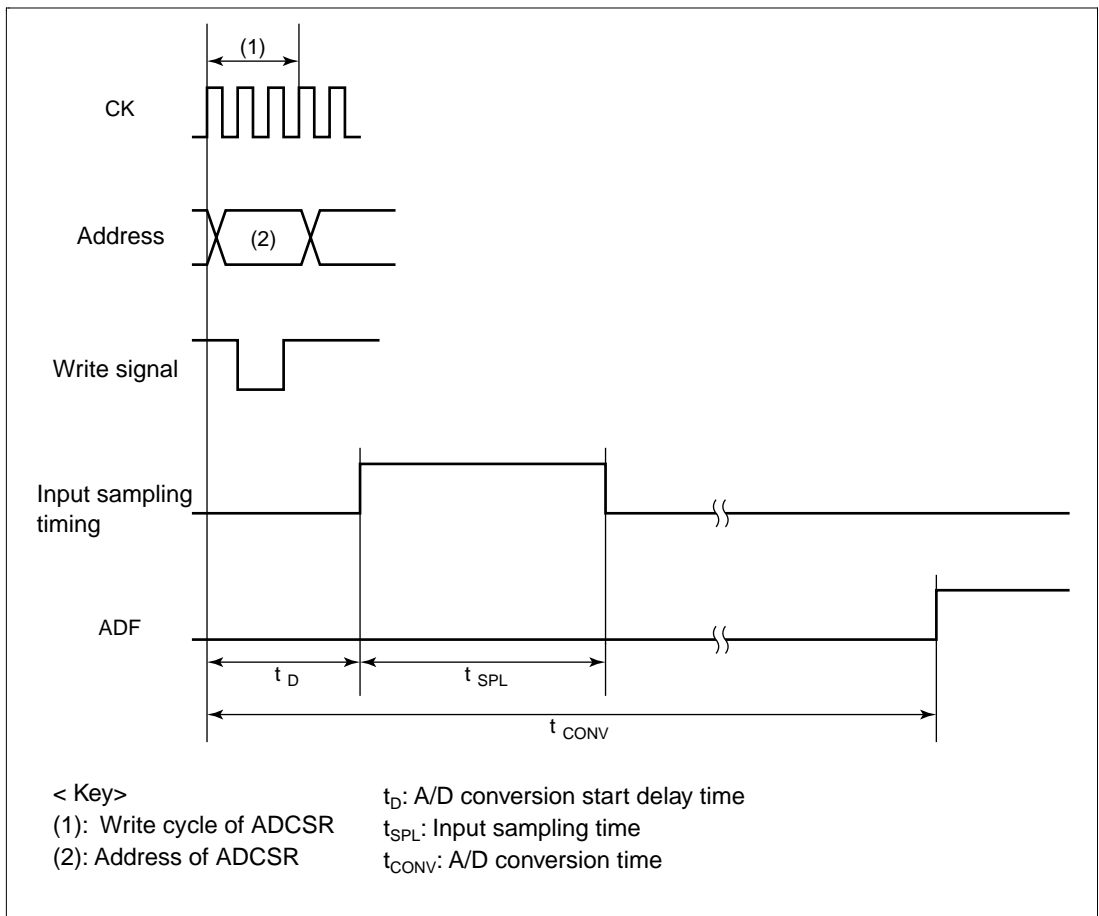 (1)
CK
Address
(2)
Write signal
Input sampling
timing
ADF
t D
t SPL
t CONV
< Key>
(1): Write cycle of ADCSR
(2): Address of ADCSR
tD: A/D conversion start delay time
tSPL: Input sampling time
tCONV: A/D conversion time